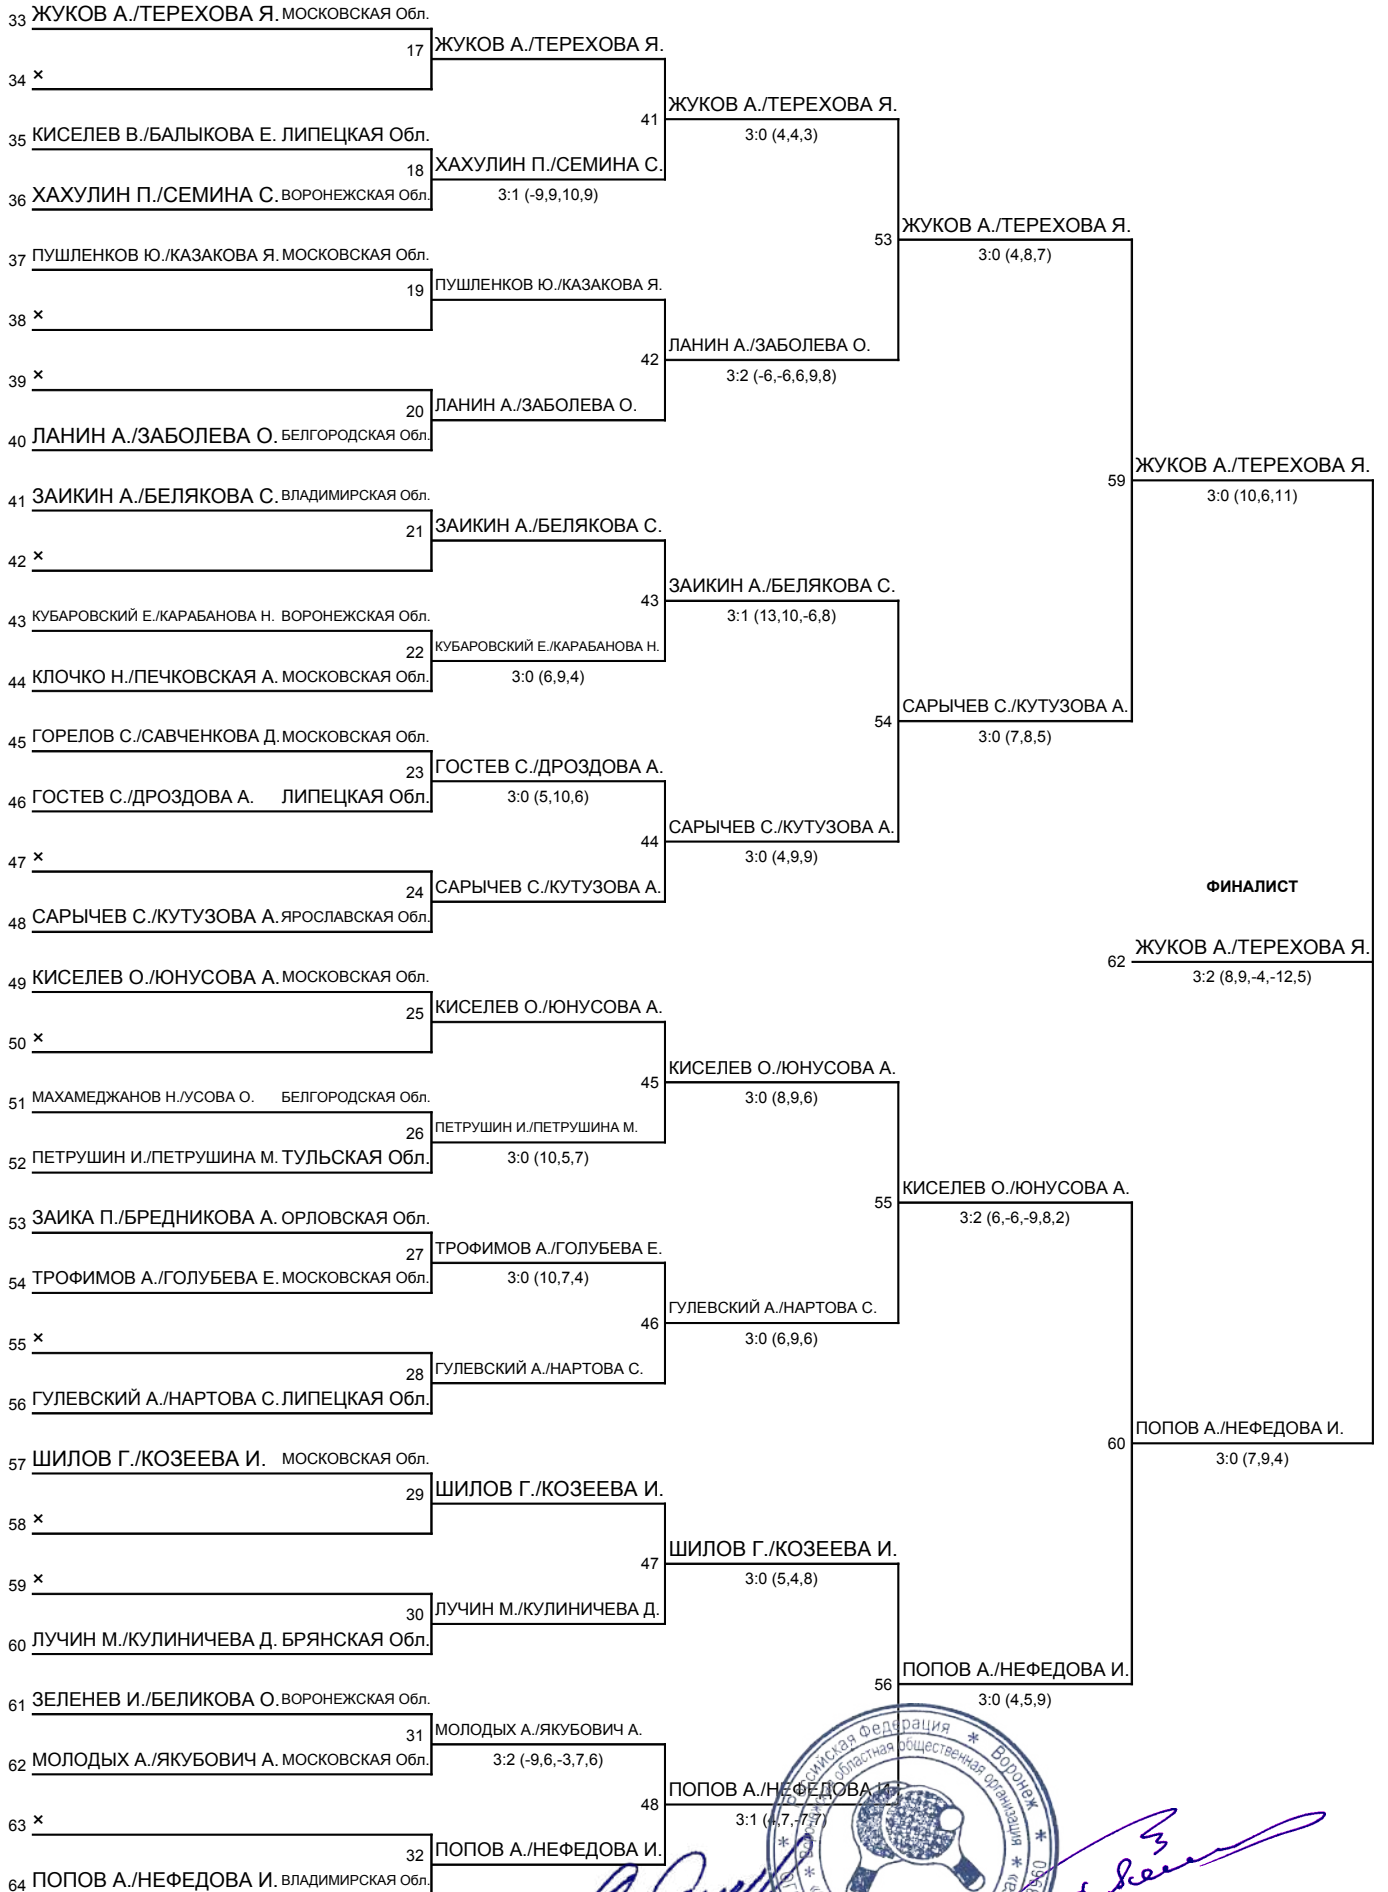 33 ЖУКОВ А./ТЕРЕХОВА Я. МОСКОВСКАЯ Обл.
17 ЖУКОВ А./ТЕРЕХОВА Я.
34 ×
41 ЖУКОВ А./ТЕРЕХОВА Я.
3:0 (4,4,3)
35 КИСЕЛЕВ В./БАЛЫКОВА Е. ЛИПЕЦКАЯ Обл.
18 ХАХУЛИН П./СЕМИНА С.
36 ХАХУЛИН П./СЕМИНА С. ВОРОНЕЖСКАЯ Обл.
3:1 (-9,9,10,9)
53 ЖУКОВ А./ТЕРЕХОВА Я.
3:0 (4,8,7)
37 ПУШЛЕНКОВ Ю./КАЗАКОВА Я. МОСКОВСКАЯ Обл.
19 ПУШЛЕНКОВ Ю./КАЗАКОВА Я.
38 ×
42 ЛАНИН А./ЗАБОЛЕВА О.
3:2 (-6,-6,6,9,8)
39 ×
20 ЛАНИН А./ЗАБОЛЕВА О.
40 ЛАНИН А./ЗАБОЛЕВА О. БЕЛГОРОДСКАЯ Обл.
59 ЖУКОВ А./ТЕРЕХОВА Я.
3:0 (10,6,11)
41 ЗАИКИН А./БЕЛЯКОВА С. ВЛАДИМИРСКАЯ Обл.
21 ЗАИКИН А./БЕЛЯКОВА С.
42 ×
43 ЗАИКИН А./БЕЛЯКОВА С.
3:1 (13,10,-6,8)
43 КУБАРОВСКИЙ Е./КАРАБАНОВА Н. ВОРОНЕЖСКАЯ Обл.
22 КУБАРОВСКИЙ Е./КАРАБАНОВА Н.
44 КЛОЧКО Н./ПЕЧКОВСКАЯ А. МОСКОВСКАЯ Обл.
3:0 (6,9,4)
54 САРЫЧЕВ С./КУТУЗОВА А.
3:0 (7,8,5)
45 ГОРЕЛОВ С./САВЧЕНКОВА Д. МОСКОВСКАЯ Обл.
23 ГОСТЕВ С./ДРОЗДОВА А.
46 ГОСТЕВ С./ДРОЗДОВА А. ЛИПЕЦКАЯ Обл.
3:0 (5,10,6)
44 САРЫЧЕВ С./КУТУЗОВА А.
3:0 (4,9,9)
47 ×
24 САРЫЧЕВ С./КУТУЗОВА А.
48 САРЫЧЕВ С./КУТУЗОВА А. ЯРОСЛАВСКАЯ Обл.
ФИНАЛИСТ
62 ЖУКОВ А./ТЕРЕХОВА Я.
3:2 (8,9,-4,-12,5)
49 КИСЕЛЕВ О./ЮНУСОВА А. МОСКОВСКАЯ Обл.
25 КИСЕЛЕВ О./ЮНУСОВА А.
50 ×
45 КИСЕЛЕВ О./ЮНУСОВА А.
3:0 (8,9,6)
51 МАХАМЕДЖАНОВ Н./УСОВА О. БЕЛГОРОДСКАЯ Обл.
26 ПЕТРУШИН И./ПЕТРУШИНА М.
52 ПЕТРУШИН И./ПЕТРУШИНА М. ТУЛЬСКАЯ Обл.
3:0 (10,5,7)
55 КИСЕЛЕВ О./ЮНУСОВА А.
3:2 (6,-6,-9,8,2)
53 ЗАИКА П./БРЕДНИКОВА А. ОРЛОВСКАЯ Обл.
27 ТРОФИМОВ А./ГОЛУБЕВА Е.
54 ТРОФИМОВ А./ГОЛУБЕВА Е. МОСКОВСКАЯ Обл.
3:0 (10,7,4)
46 ГУЛЕВСКИЙ А./НАРТОВА С.
3:0 (6,9,6)
55 ×
28 ГУЛЕВСКИЙ А./НАРТОВА С.
56 ГУЛЕВСКИЙ А./НАРТОВА С. ЛИПЕЦКАЯ Обл.
60 ПОПОВ А./НЕФЕДОВА И.
3:0 (7,9,4)
57 ШИЛОВ Г./КОЗЕЕВА И. МОСКОВСКАЯ Обл.
29 ШИЛОВ Г./КОЗЕЕВА И.
58 ×
47 ШИЛОВ Г./КОЗЕЕВА И.
3:0 (5,4,8)
59 ×
30 ЛУЧИН М./КУЛИНИЧЕВА Д.
60 ЛУЧИН М./КУЛИНИЧЕВА Д. БРЯНСКАЯ Обл.
56 ПОПОВ А./НЕФЕДОВА И.
3:0 (4,5,9)
61 ЗЕЛЕНЕВ И./БЕЛИКОВА О. ВОРОНЕЖСКАЯ Обл.
31 МОЛОДЫХ А./ЯКУБОВИЧ А.
62 МОЛОДЫХ А./ЯКУБОВИЧ А. МОСКОВСКАЯ Обл.
3:2 (-9,6,-3,7,6)
48 ПОПОВ А./НЕФЕДОВА И.
3:1 (4,7,-7,7)
63 ×
32 ПОПОВ А./НЕФЕДОВА И.
64 ПОПОВ А./НЕФЕДОВА И. ВЛАДИМИРСКАЯ Обл.
Российская Федерация * Воронеж *
областная общественная организация *